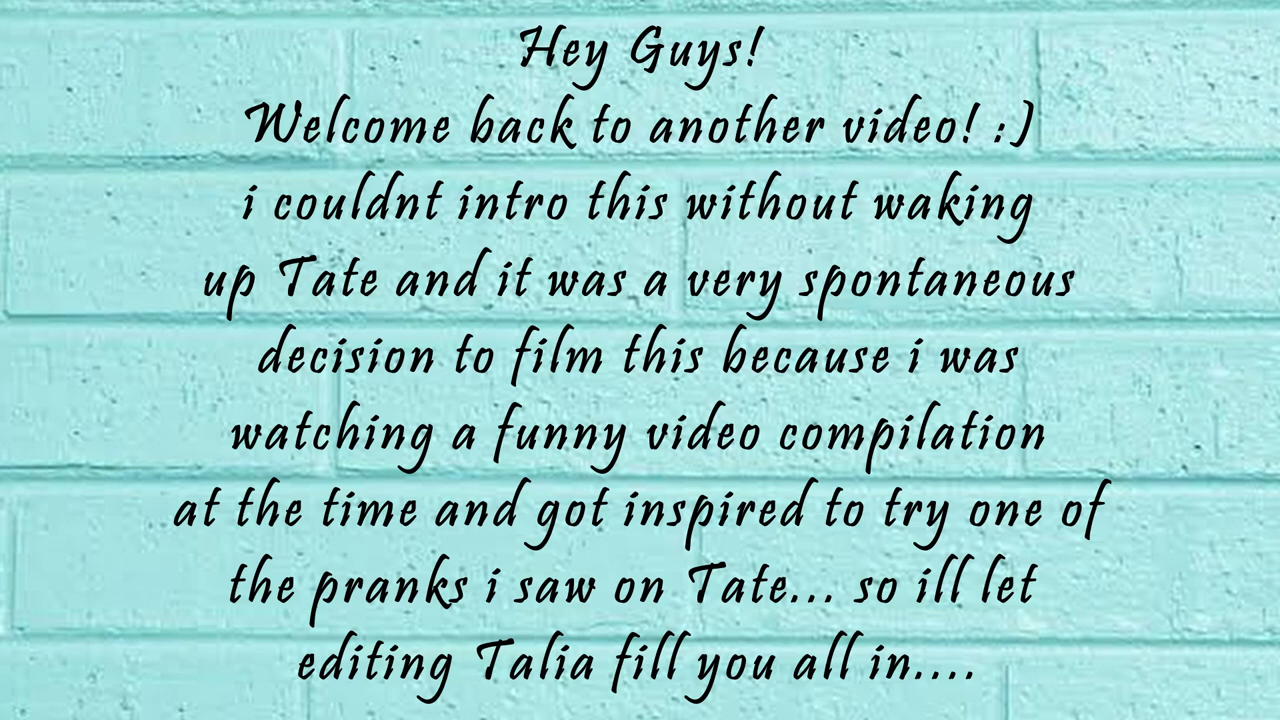 Hey Guys!
Welcome back to another video! :)
i couldnt intro this without waking
up Tate and it was a very spontaneous
decision to film this because i was
watching a funny video compilation
at the time and got inspired to try one of
the pranks i saw on Tate... so ill let
editing Talia fill you all in....